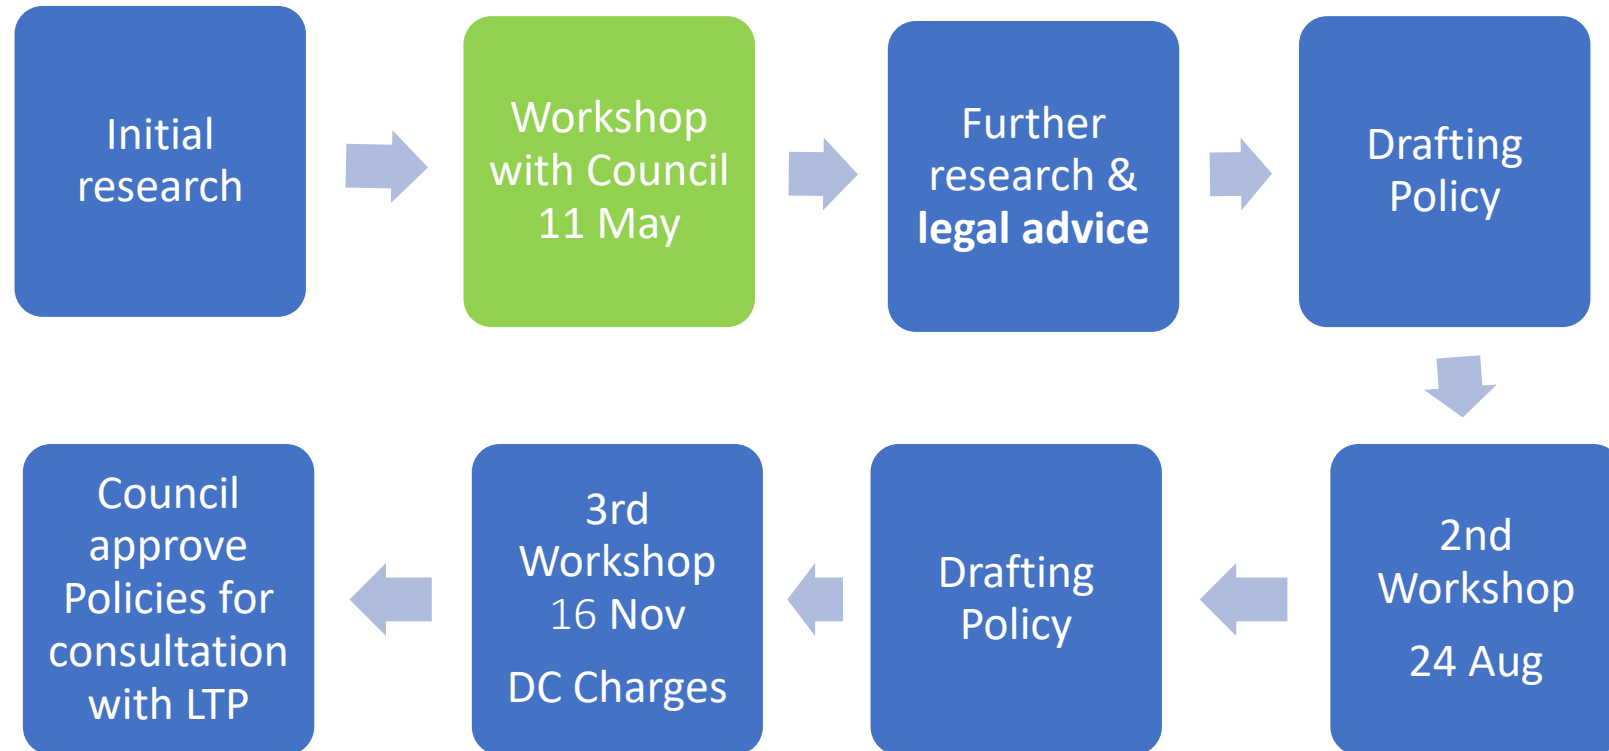 Initial
research
Workshop
with Council
11 May
Further
research &
legal advice
Drafting
Policy
2nd
Workshop
24 Aug
Drafting
Policy
3rd
Workshop
16 Nov
DC Charges
Council
approve
Policies for
consultation
with LTP